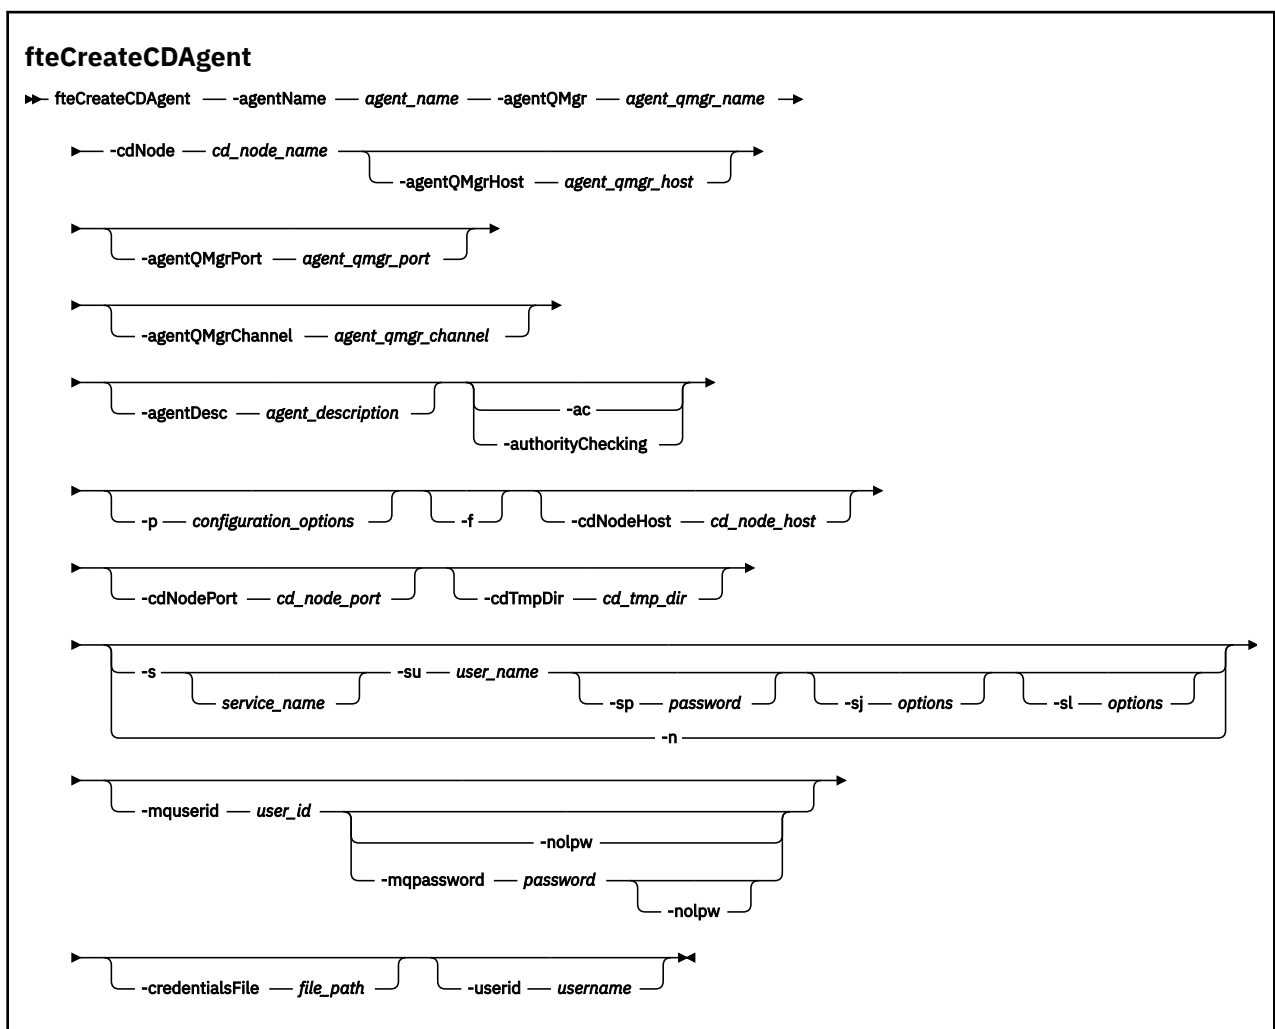 fteCreateCDAgent
fteCreateCDAgent -agentName agent_name -agentQMgr agent_qmgr_name
-cdNode cd_node_name
-agentQMgrHost agent_qmgr_host
-agentQMgrPort agent_qmgr_port
-agentQMgrChannel agent_qmgr_channel
-agentDesc agent_description -ac
-authorityChecking
-p configuration_options -f -cdNodeHost cd_node_host
-cdNodePort cd_node_port -cdTmpDir cd_tmp_dir
-s -su user_name
service_name -sp password -sj options -sl options
-n
-mquserid user_id
-nolpw
-mqpassword password
-nolpw
-credentialsFile file_path -userid username